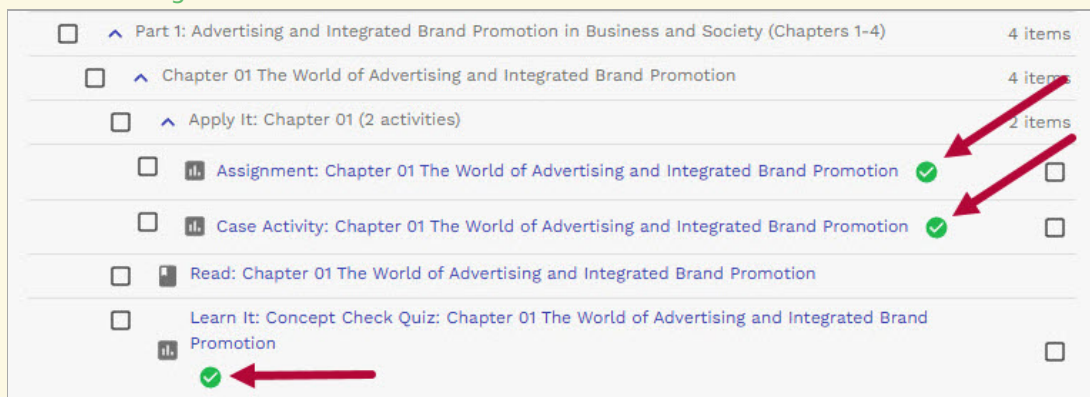 Part 1: Advertising and Integrated Brand Promotion in Business and Society (Chapters 1-4) 4 items
Chapter 01 The World of Advertising and Integrated Brand Promotion 4 items
Apply It: Chapter 01 (2 activities) 2 items
Assignment: Chapter 01 The World of Advertising and Integrated Brand Promotion
Case Activity: Chapter 01 The World of Advertising and Integrated Brand Promotion
Read: Chapter 01 The World of Advertising and Integrated Brand Promotion
Learn It: Concept Check Quiz: Chapter 01 The World of Advertising and Integrated Brand
Promotion